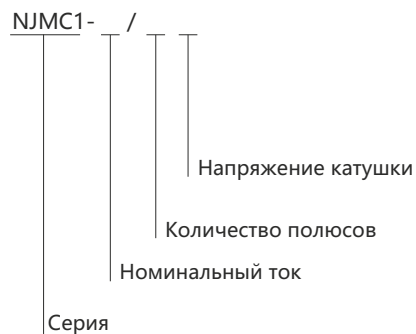 NJMC1- /
Напряжение катушки
Количество полюсов
Номинальный ток
Серия